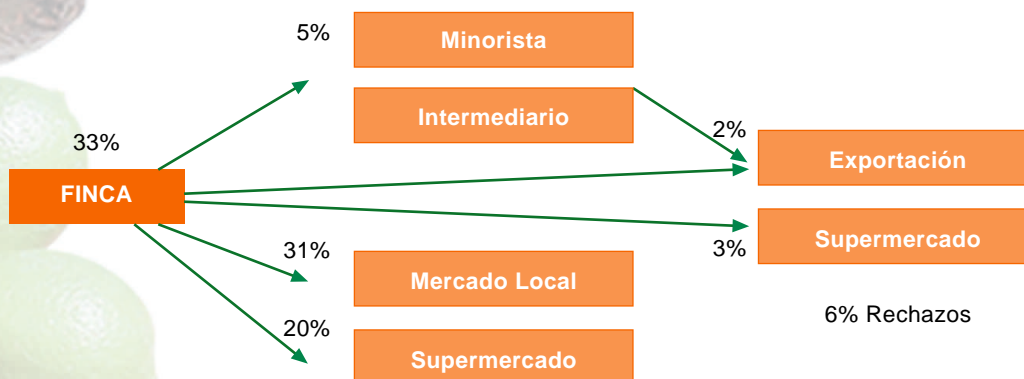 5%
Minorista
Intermediario
33%
FINCA
2%
Exportación
Supermercado
3%
31%
Mercado Local
20%
Supermercado
6% Rechazos